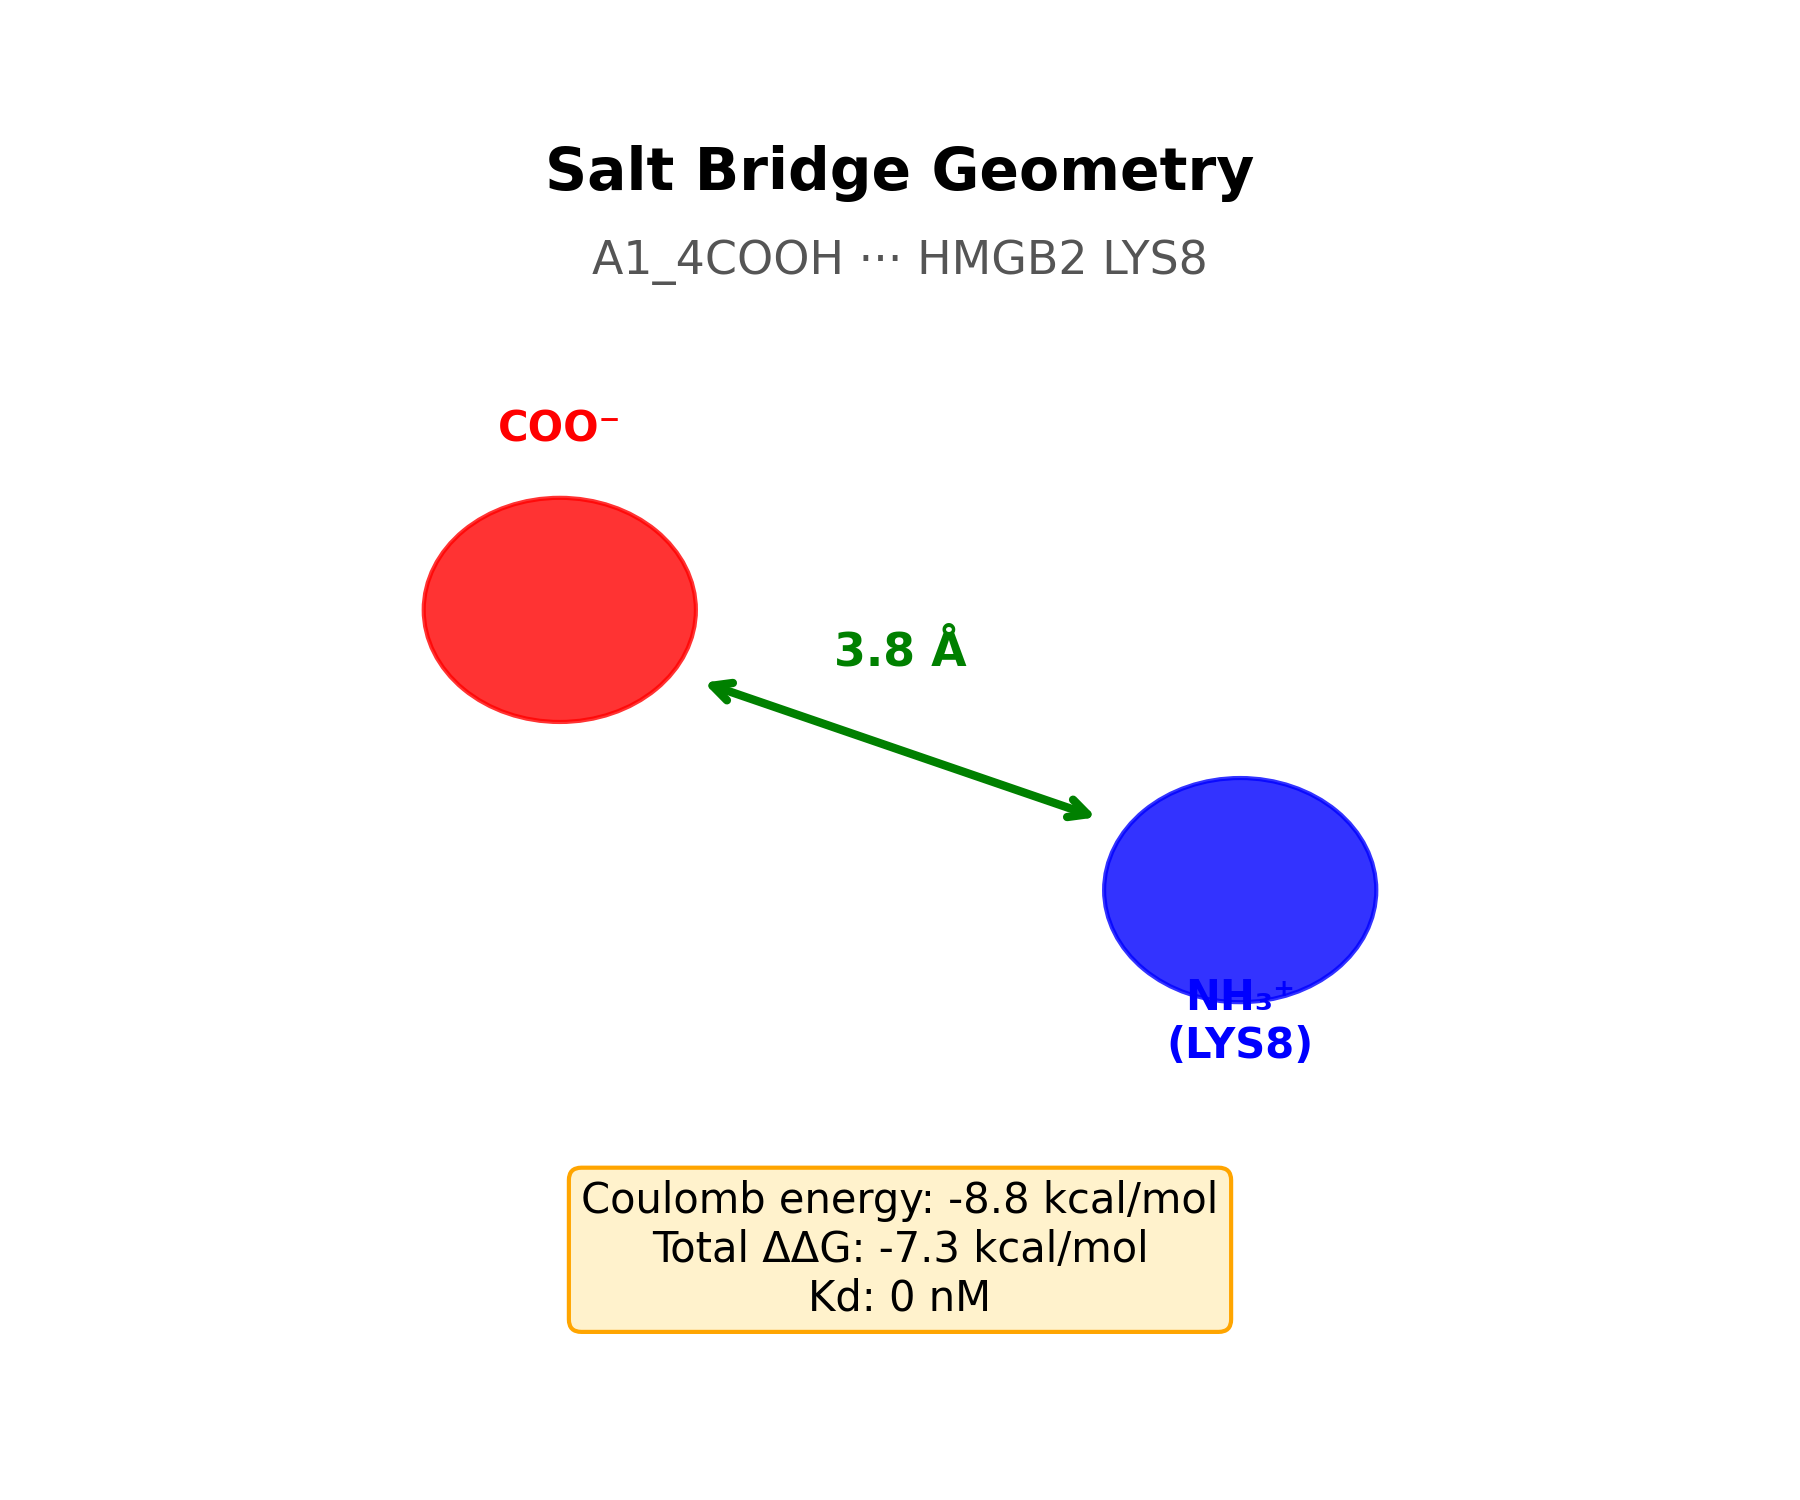 Salt Bridge Geometry
A1_4COOH ··· HMGB2 LYS8
COO⁻
3.8 Å
NH₃⁺
(LYS8)
Coulomb energy: -8.8 kcal/mol
Total ΔΔG: -7.3 kcal/mol
Kd: 0 nM